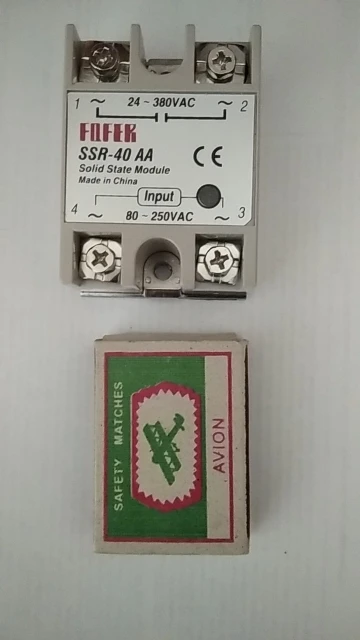 1 ~ 24 ~ 380VAC ~ 2
FQFER
SSR-40 AA
Solid State Module
Made in China
CE
Input
4 ~ 80 ~ 250VAC ~ 3
SAFETY MATCHES
AVION